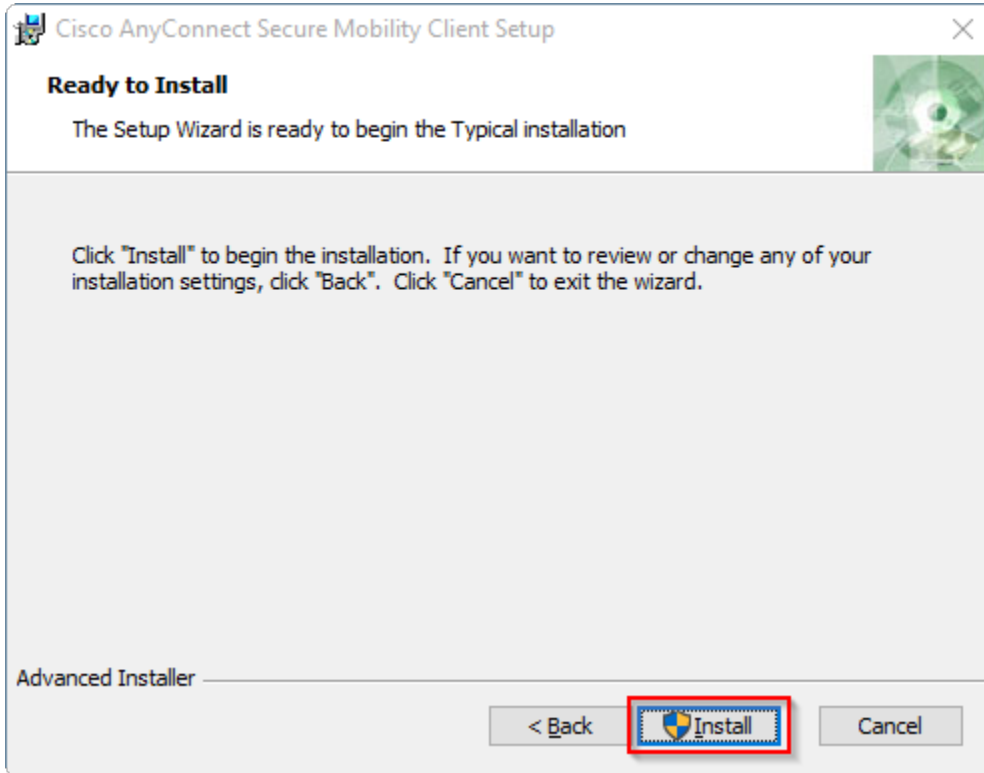 Cisco AnyConnect Secure Mobility Client Setup
Ready to Install
The Setup Wizard is ready to begin the Typical installation
Click "Install" to begin the installation.  If you want to review or change any of your
installation settings, click "Back".  Click "Cancel" to exit the wizard.
Advanced Installer
< Back
Install
Cancel